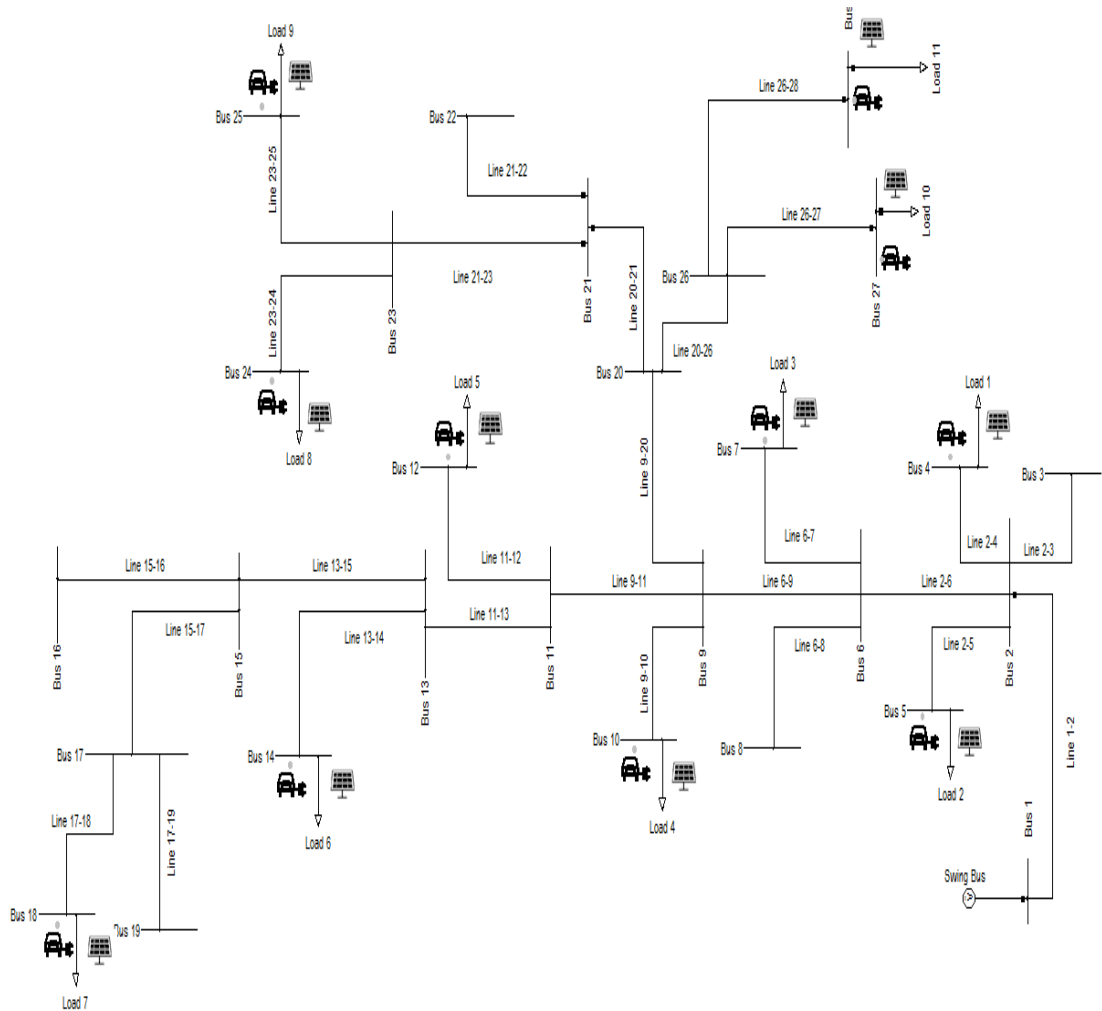 Load 9
Bus
Load 11
Line 26-28
Bus 25
Bus 22
Line 23-25
Line 21-22
Line 26-27
Load 10
Line 21-23
Bus 21
Line 20-21
Bus 26
Bus 27
Line 23-24
Bus 23
Line 20-26
Bus 24
Bus 20
Load 3
Load 5
Load 1
Load 8
Bus 12
Line 9-20
Bus 7
Bus 4
Bus 3
Line 6-7
Line 2-4
Line 2-3
Line 15-16
Line 13-15
Line 11-12
Line 9-11
Line 6-9
Line 2-6
Line 15-17
Line 13-14
Line 11-13
Line 6-8
Line 2-5
Bus 16
Bus 15
Bus 13
Bus 11
Line 9-10
Bus 9
Bus 6
Bus 2
Bus 5
Line 1-2
Bus 17
Bus 14
Bus 10
Bus 8
Load 2
Line 17-18
Line 17-19
Load 6
Load 4
Bus 1
Swing Bus
Bus 18
Bus 19
Load 7